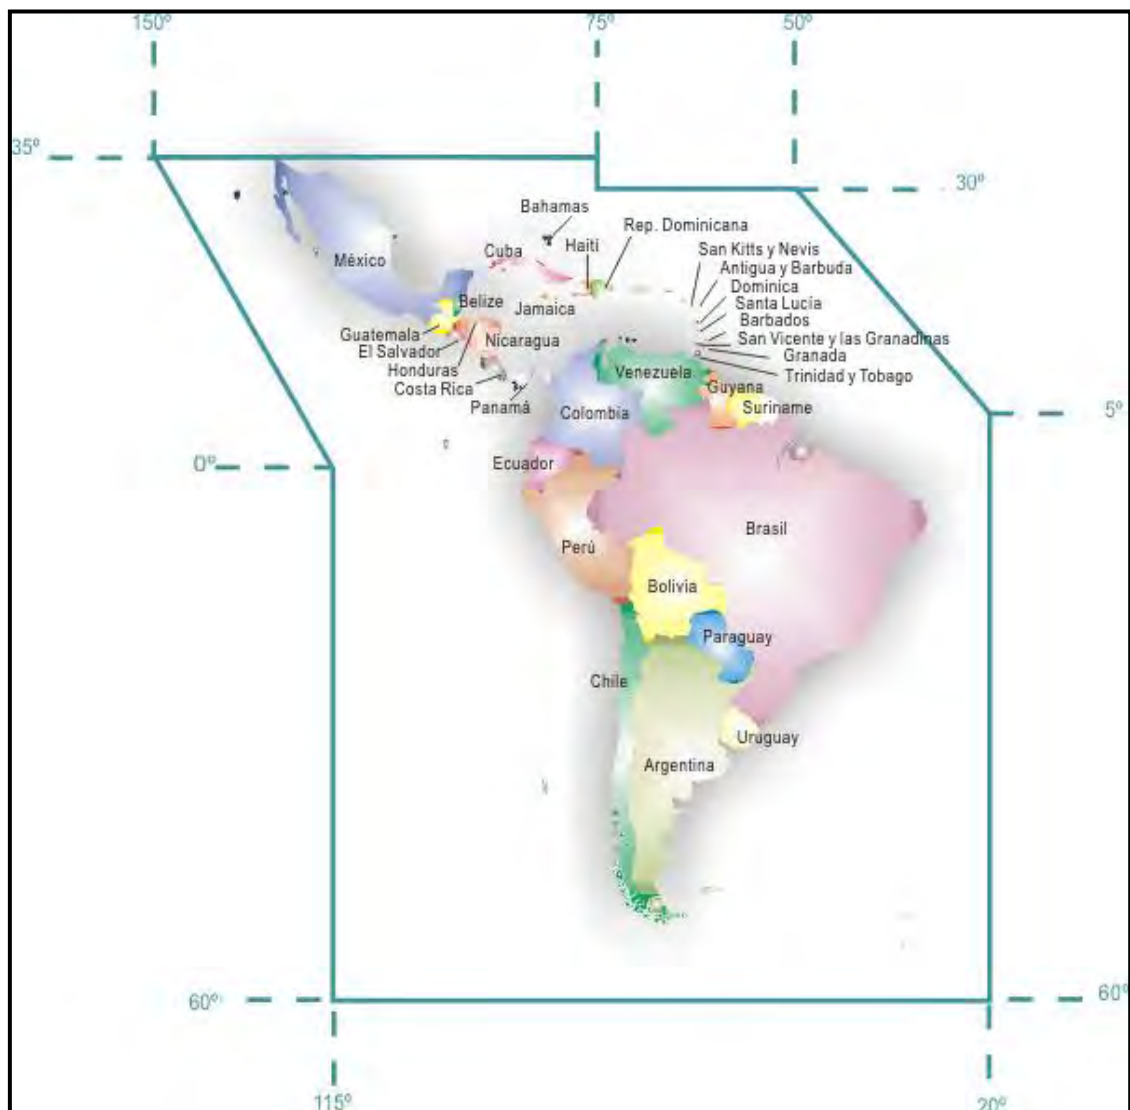 150º
75º
50º
35º
30º
Bahamas
Rep. Dominicana
Cuba
Haití
San Kitts y Nevis
México
Antigua y Barbuda
Dominica
Belize
Jamaica
Santa Lucía
Barbados
Guatemala
Nicaragua
San Vicente y las Granadinas
El Salvador
Granada
Honduras
Venezuela
Trinidad y Tobago
Costa Rica
Guyana
Panamá
Colombia
Suriname
5º
0º
Ecuador
Brasil
Perú
Bolivia
Paraguay
Chile
Uruguay
Argentina
60º
60º
115º
20º